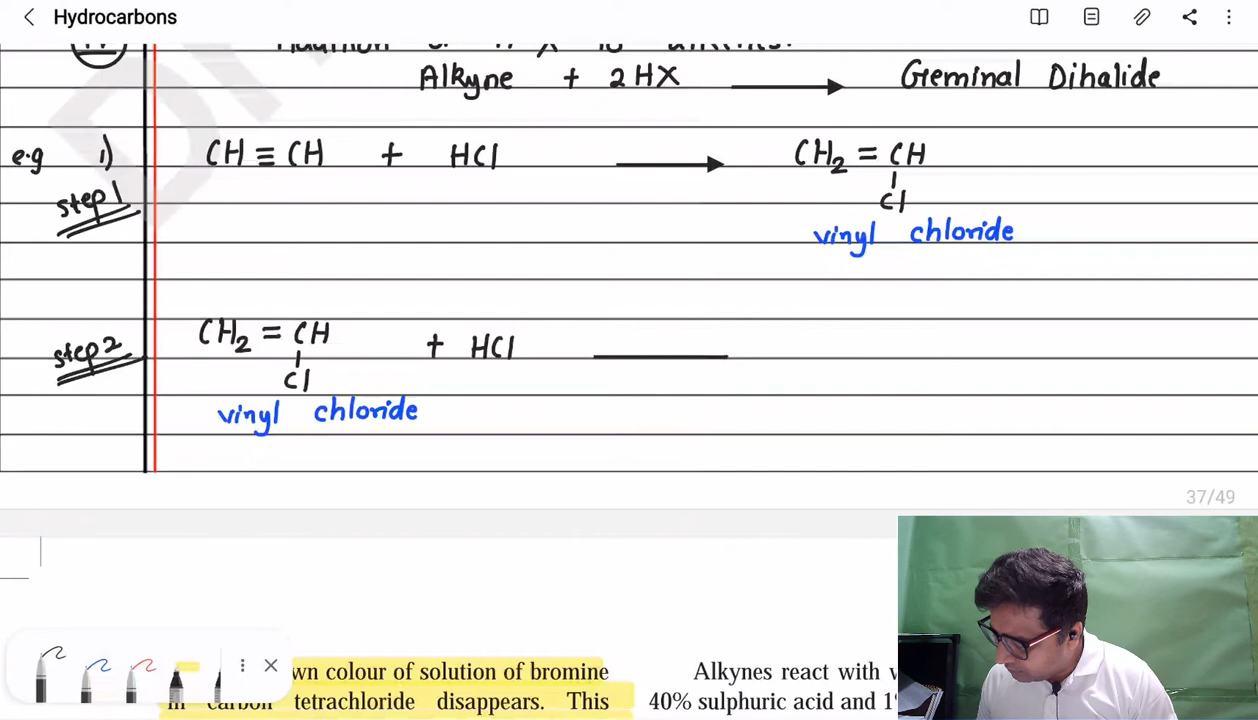 Hydrocarbons
Alkyne + 2HX ⟶ Geminal Dihalide
e.g 1) CH ≡ CH + HCl ⟶ CH₂ = CH
Cl
step 1
vinyl chloride
CH₂ = CH + HCl
Cl
step 2
vinyl chloride
37/49
wn colour of solution of bromine
in carbon tetrachloride disappears. This
Alkynes react with
40% sulphuric acid and 1